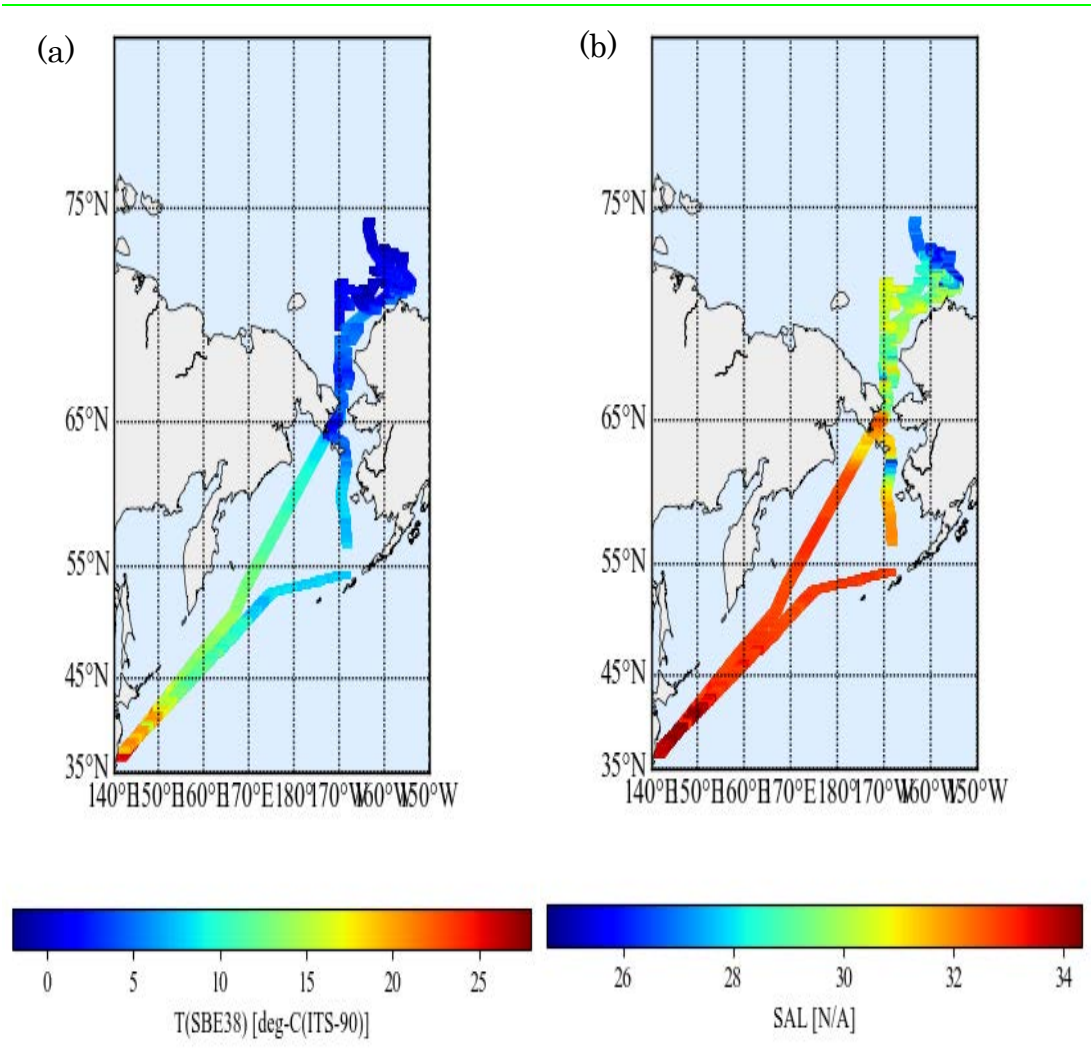 (a)
(b)
75°N
65°N
55°N
45°N
35°N
140°E150°E160°E170°E180°170°W160°W150°W
75°N
65°N
55°N
45°N
35°N
140°E150°E160°E170°E180°170°W160°W150°W
0 5 10 15 20 25
T(SBE38) [deg-C(ITS-90)]
26 28 30 32 34
SAL [N/A]